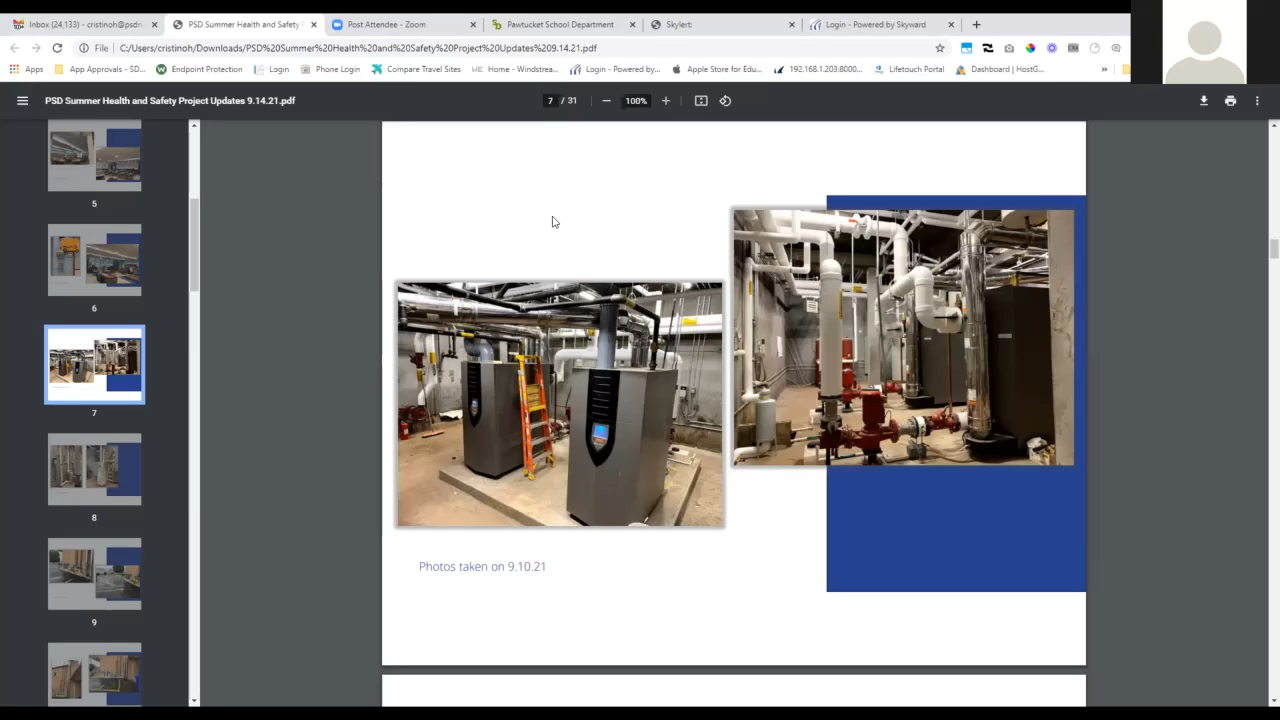 Inbox (24,133) - cristinoh@psdn
PSD Summer Health and Safety
Post Attendee - Zoom
Pawtucket School Department
Skylert:
Login - Powered by Skyward
File
C:/Users/cristinoh/Downloads/PSD%20Summer%20Health%20and%20Safety%20Project%20Updates%209.14.21.pdf
Apps
App Approvals - SD...
Endpoint Protection
Login
Phone Login
Compare Travel Sites
WE Home - Windstrea...
Login - Powered by...
Apple Store for Edu...
192.168.1.203:8000...
Lifetouch Portal
Dashboard | HostG...
»
PSD Summer Health and Safety Project Updates 9.14.21.pdf
7 / 31
100%
5
6
7
8
9
Photos taken on 9.10.21